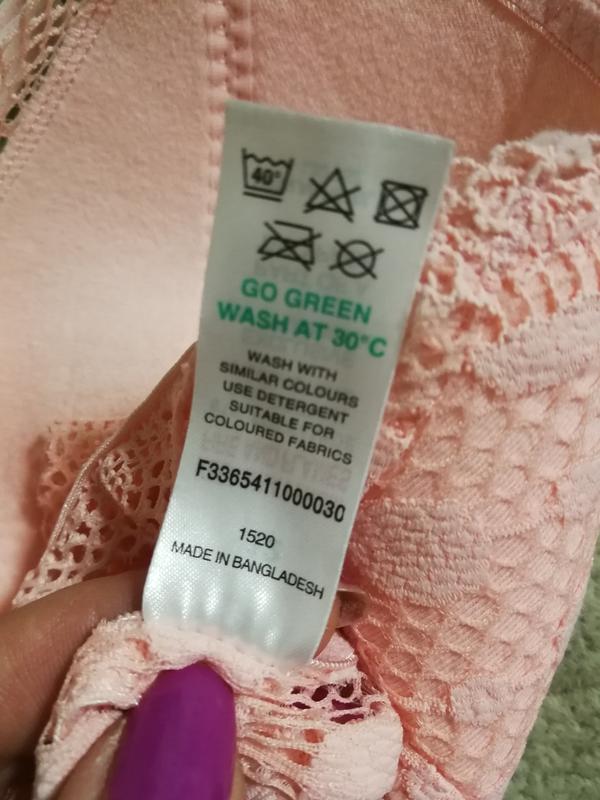 40°
GO GREEN
WASH AT 30°C
WASH WITH
SIMILAR COLOURS
USE DETERGENT
SUITABLE FOR
COLOURED FABRICS
F3365411000030
1520
MADE IN BANGLADESH